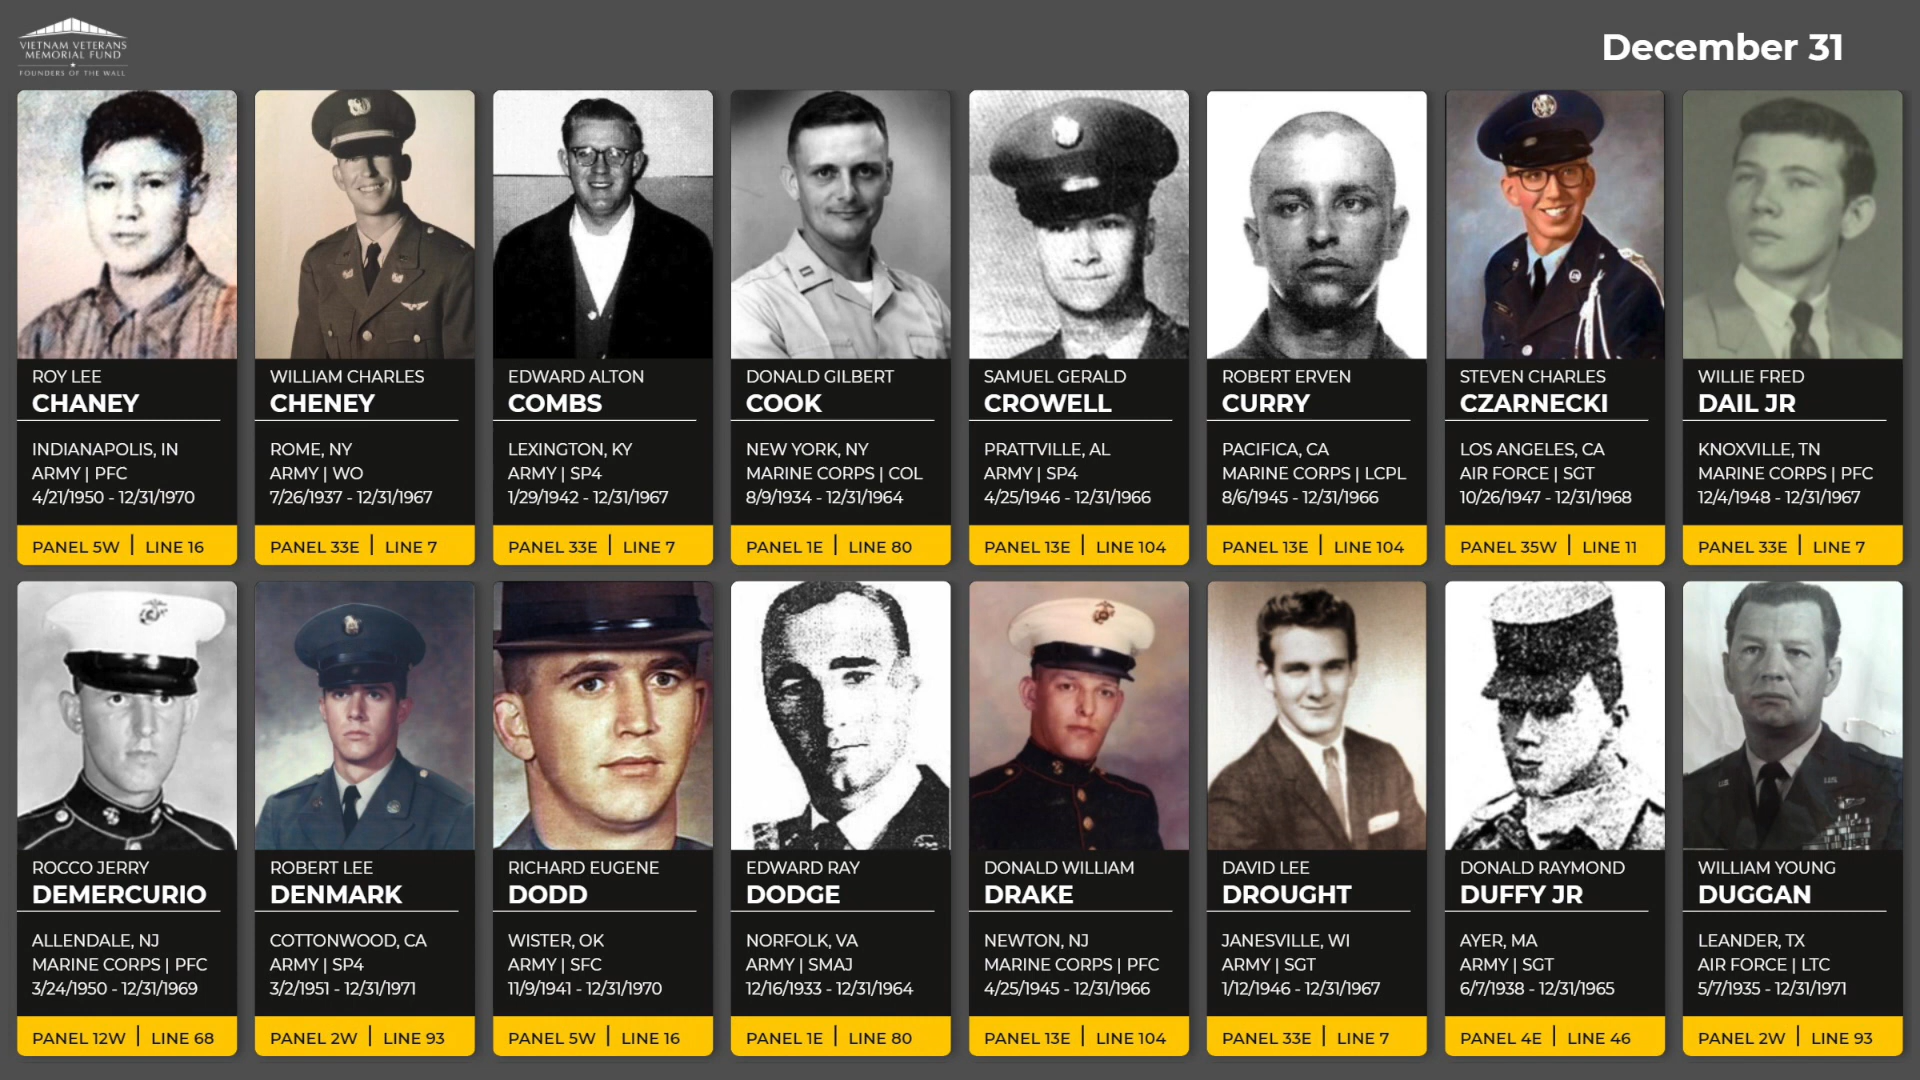 VIETNAM VETERANS
MEMORIAL FUND
FOUNDERS OF THE WALL
December 31
ROY LEE
CHANEY
INDIANAPOLIS, IN
ARMY | PFC
4/21/1950 - 12/31/1970
PANEL 5W | LINE 16
WILLIAM CHARLES
CHENEY
ROME, NY
ARMY | WO
7/26/1937 - 12/31/1967
PANEL 33E | LINE 7
EDWARD ALTON
COMBS
LEXINGTON, KY
ARMY | SP4
1/29/1942 - 12/31/1967
PANEL 33E | LINE 7
DONALD GILBERT
COOK
NEW YORK, NY
MARINE CORPS | COL
8/9/1934 - 12/31/1964
PANEL 1E | LINE 80
SAMUEL GERALD
CROWELL
PRATTVILLE, AL
ARMY | SP4
4/25/1946 - 12/31/1966
PANEL 13E | LINE 104
ROBERT ERVEN
CURRY
PACIFICA, CA
MARINE CORPS | LCPL
8/6/1945 - 12/31/1966
PANEL 13E | LINE 104
STEVEN CHARLES
CZARNECKI
LOS ANGELES, CA
AIR FORCE | SGT
10/26/1947 - 12/31/1968
PANEL 35W | LINE 11
WILLIE FRED
DAIL JR
KNOXVILLE, TN
MARINE CORPS | PFC
12/4/1948 - 12/31/1967
PANEL 33E | LINE 7
ROCCO JERRY
DEMERCURIO
ALLENDALE, NJ
MARINE CORPS | PFC
3/24/1950 - 12/31/1969
PANEL 12W | LINE 68
ROBERT LEE
DENMARK
COTTONWOOD, CA
ARMY | SP4
3/2/1951 - 12/31/1971
PANEL 2W | LINE 93
RICHARD EUGENE
DODD
WISTER, OK
ARMY | SFC
11/9/1941 - 12/31/1970
PANEL 5W | LINE 16
EDWARD RAY
DODGE
NORFOLK, VA
ARMY | SMAJ
12/16/1933 - 12/31/1964
PANEL 1E | LINE 80
DONALD WILLIAM
DRAKE
NEWTON, NJ
MARINE CORPS | PFC
4/25/1945 - 12/31/1966
PANEL 13E | LINE 104
DAVID LEE
DROUGHT
JANESVILLE, WI
ARMY | SGT
1/12/1946 - 12/31/1967
PANEL 33E | LINE 7
DONALD RAYMOND
DUFFY JR
AYER, MA
ARMY | SGT
6/7/1938 - 12/31/1965
PANEL 4E | LINE 46
WILLIAM YOUNG
DUGGAN
LEANDER, TX
AIR FORCE | LTC
5/7/1935 - 12/31/1971
PANEL 2W | LINE 93